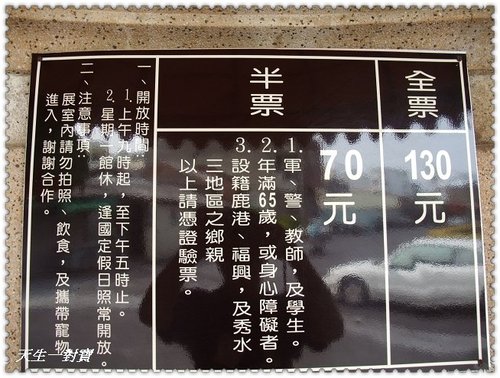 全票
130
元
半票
70
元
1.軍、警、教師,及學生。
2.年滿65歲,或身心障礙者。
3.設籍鹿港、福興,及秀水
三地區之鄉親
以上請憑證驗票。
一、開放時間:
1.上午九時起,至下午五時止。
2.星期一館休,逢國定假日照常開放。
二、注意事項:
展室內請勿拍照、飲食,及攜帶寵物
進入,謝謝合作。
天生一對寶